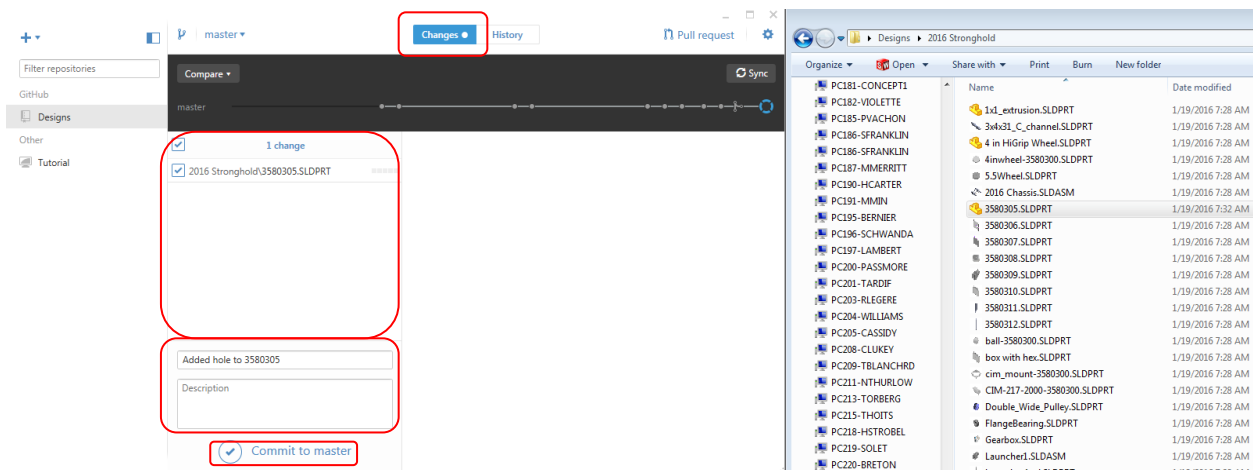 master
Changes
History
Pull request
Filter repositories
GitHub
Designs
Other
Tutorial
Compare
Sync
master
1 change
2016 Stronghold\3580305.SLDPRT
Added hole to 3580305
Description
Commit to master
Designs
2016 Stronghold
Organize
Open
Share with
Print
Burn
New folder
PC181-CONCEPT1
PC182-VIOLETTE
PC185-PVACHON
PC186-SFRANKLIN
PC186-SFRANKLIN
PC187-MMERRITT
PC190-HCARTER
PC191-MMIN
PC195-BERNIER
PC196-SCHWANDA
PC197-LAMBERT
PC200-PASSMORE
PC201-TARDIF
PC203-RLEGERE
PC204-WILLIAMS
PC205-CASSIDY
PC208-CLUKEY
PC209-TBLANCHRD
PC211-NTHURLOW
PC213-TORBERG
PC215-THOITS
PC218-HSTROBEL
PC219-SOLET
PC220-BRETON
Name Date modified
1x1_extrusion.SLDPRT 1/19/2016 7:28 AM
3x4x31_C_channel.SLDPRT 1/19/2016 7:28 AM
4 in HiGrip Wheel.SLDPRT 1/19/2016 7:28 AM
4inwheel-3580300.SLDPRT 1/19/2016 7:28 AM
5.5Wheel.SLDPRT 1/19/2016 7:28 AM
2016 Chassis.SLDASM 1/19/2016 7:28 AM
3580305.SLDPRT 1/19/2016 7:32 AM
3580306.SLDPRT 1/19/2016 7:28 AM
3580307.SLDPRT 1/19/2016 7:28 AM
3580308.SLDPRT 1/19/2016 7:28 AM
3580309.SLDPRT 1/19/2016 7:28 AM
3580310.SLDPRT 1/19/2016 7:28 AM
3580311.SLDPRT 1/19/2016 7:28 AM
3580312.SLDPRT 1/19/2016 7:28 AM
ball-3580300.SLDPRT 1/19/2016 7:28 AM
box with hex.SLDPRT 1/19/2016 7:28 AM
cim_mount-3580300.SLDPRT 1/19/2016 7:28 AM
CIM-217-2000-3580300.SLDPRT 1/19/2016 7:28 AM
Double_Wide_Pulley.SLDPRT 1/19/2016 7:28 AM
FlangeBearing.SLDPRT 1/19/2016 7:28 AM
Gearbox.SLDPRT 1/19/2016 7:28 AM
Launcher1.SLDASM 1/19/2016 7:28 AM